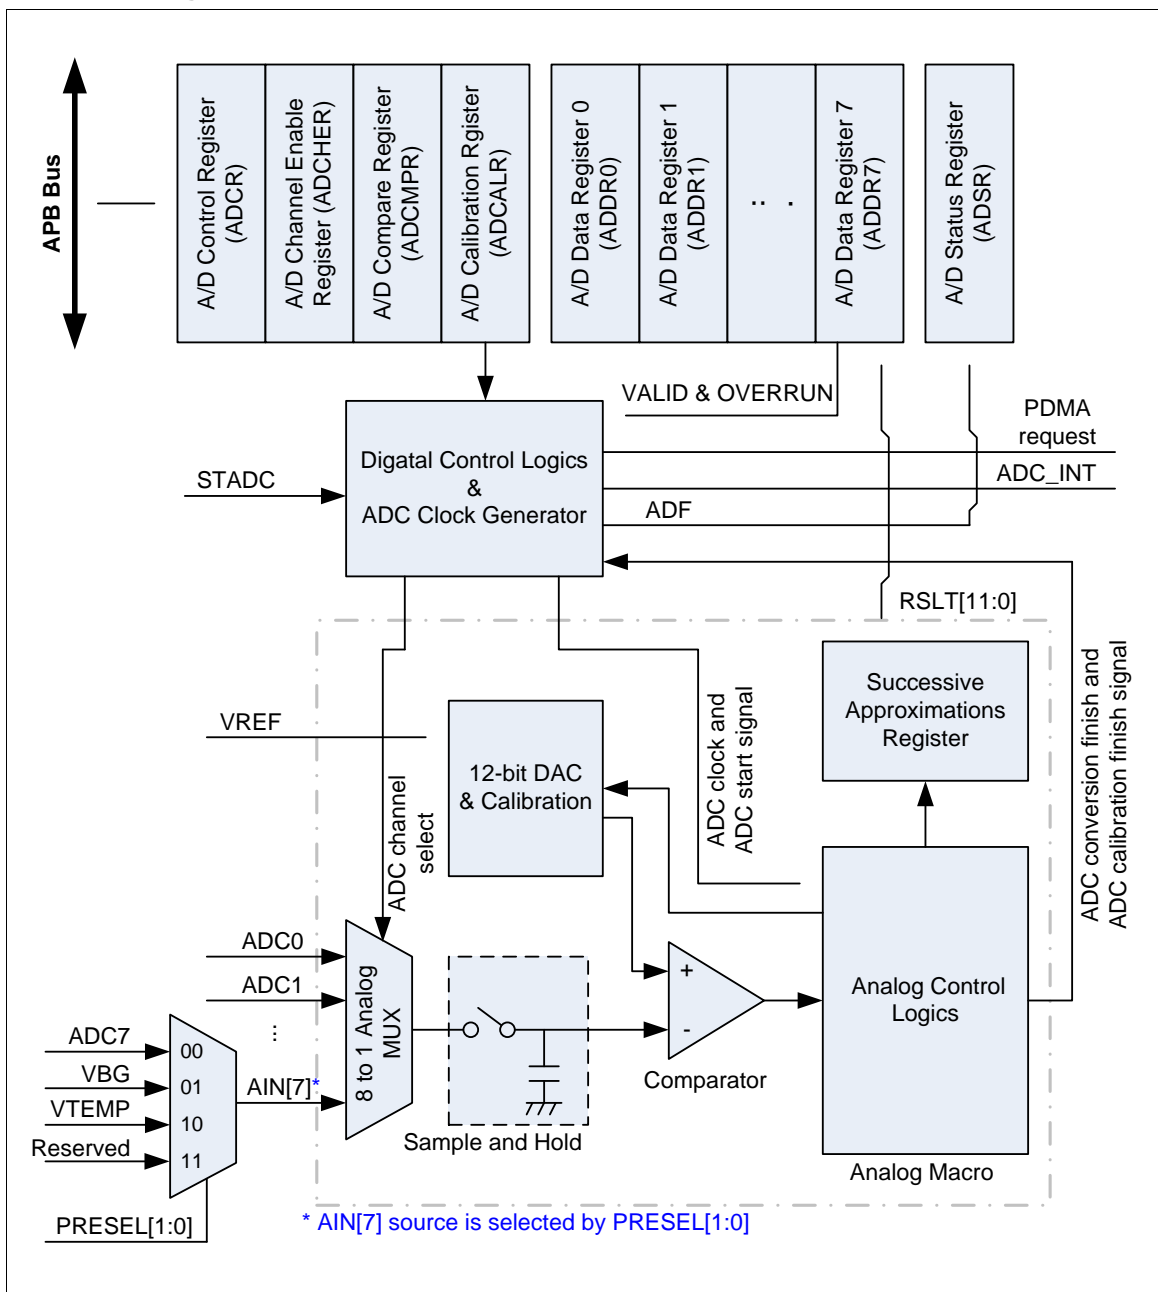 APB Bus
A/D Control Register
(ADCR)
A/D Channel Enable
Register (ADCHER)
A/D Compare Register
(ADCMPR)
A/D Calibration Rgister
(ADCALR)
A/D Data Register 0
(ADDR0)
A/D Data Register 1
(ADDR1)
.. .
A/D Data Register 7
(ADDR7)
A/D Status Register
(ADSR)
VALID & OVERRUN
PDMA
request
Digatal Control Logics
&
ADC Clock Generator
STADC
ADC_INT
ADF
RSLT[11:0]
Successive
Approximations
Register
VREF
12-bit DAC
& Calibration
ADC channel
select
ADC clock and
ADC start signal
ADC conversion finish and
ADC calibration finish signal
ADC0
ADC1
...
8 to 1 Analog
MUX
+
-
Comparator
Analog Control
Logics
ADC7
VBG
VTEMP
Reserved
00
01
10
11
AIN[7]*
Sample and Hold
Analog Macro
PRESEL[1:0]
* AIN[7] source is selected by PRESEL[1:0]